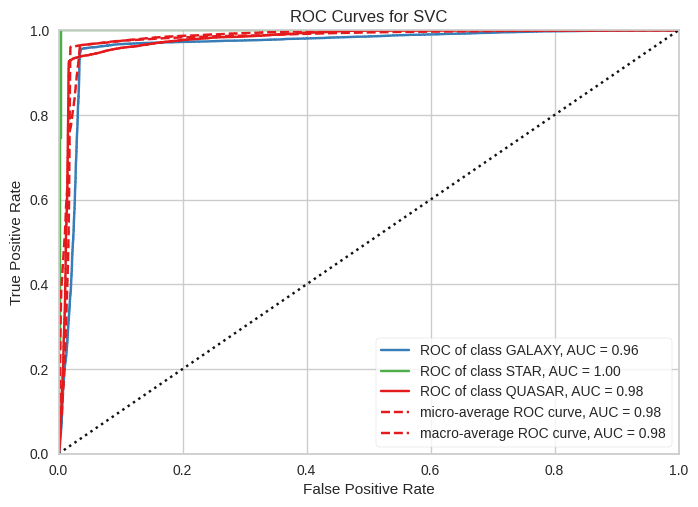 ROC Curves for SVC
1.0
0.8
0.6
0.4
0.2
0.0
True Positive Rate
ROC of class GALAXY, AUC = 0.96
ROC of class STAR, AUC = 1.00
ROC of class QUASAR, AUC = 0.98
micro-average ROC curve, AUC = 0.98
macro-average ROC curve, AUC = 0.98
0.0 0.2 0.4 0.6 0.8 1.0
False Positive Rate